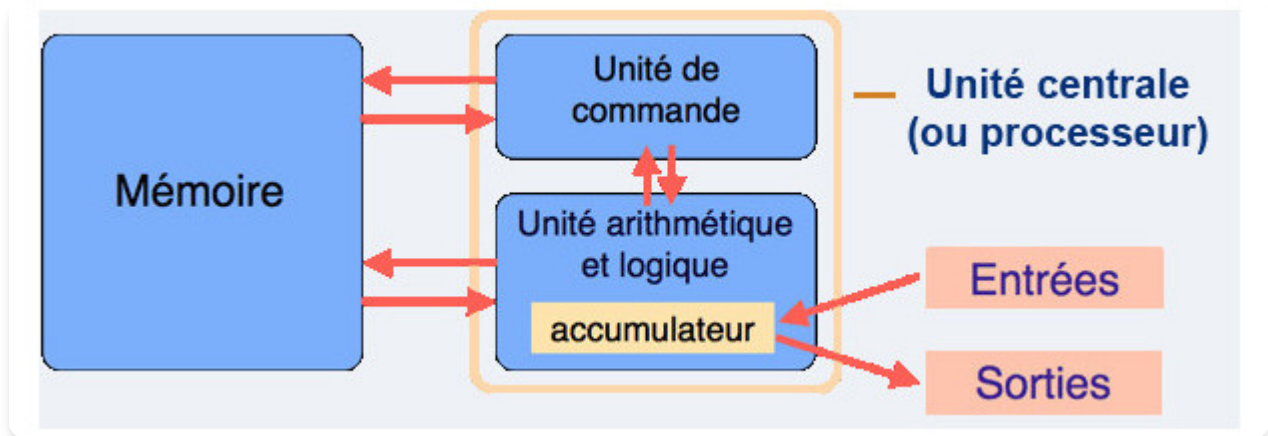 Mémoire
Unité de
commande
Unité arithmétique
et logique
accumulateur
Unité centrale
(ou processeur)
Entrées
Sorties